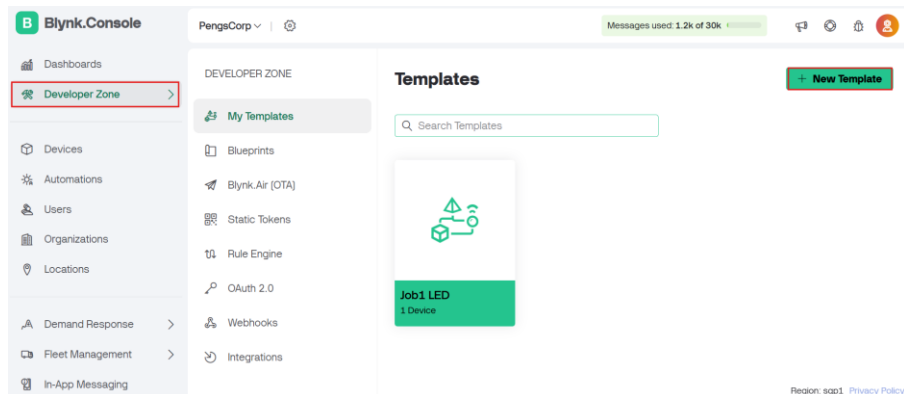 B Blynk.Console
PengsCorp
Messages used: 1.2k of 30k
Dashboards
Developer Zone
Devices
Automations
Users
Organizations
Locations
Demand Response
Fleet Management
In-App Messaging
DEVELOPER ZONE
My Templates
Blueprints
Blynk.Air (OTA)
Static Tokens
Rule Engine
OAuth 2.0
Webhooks
Integrations
Templates
+ New Template
Search Templates
Job1 LED
1 Device
Region: sgp1 Privacy Policy